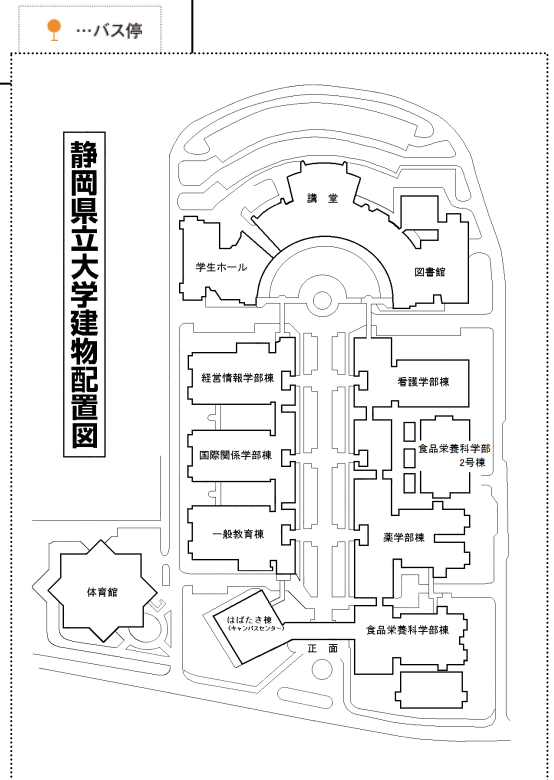 …バス停
静岡県立大学建物配置図
講堂
学生ホール
図書館
経営情報学部棟
看護学部棟
国際関係学部棟
食品栄養科学部
2号棟
一般教育棟
薬学部棟
体育館
はばたき棟
(キャンパスセンター)
食品栄養科学部棟
正面